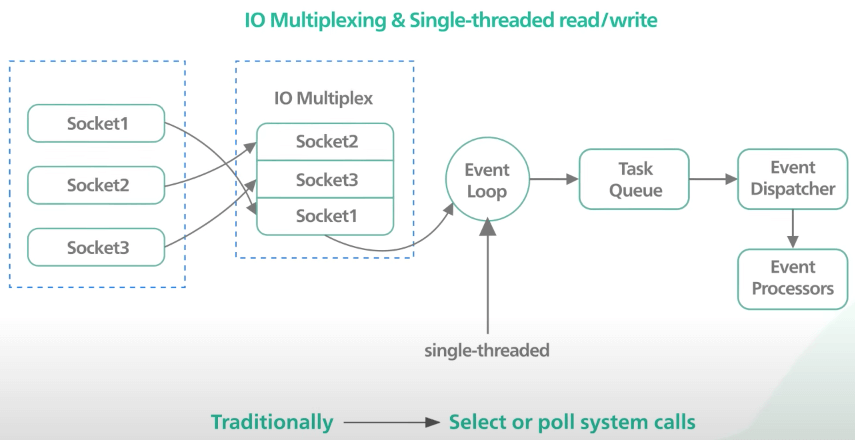 IO Multiplexing & Single-threaded read/write
Socket1
Socket2
Socket3
IO Multiplex
Socket2
Socket3
Socket1
Event
Loop
single-threaded
Task
Queue
Event
Dispatcher
Event
Processors
Traditionally
Select or poll system calls